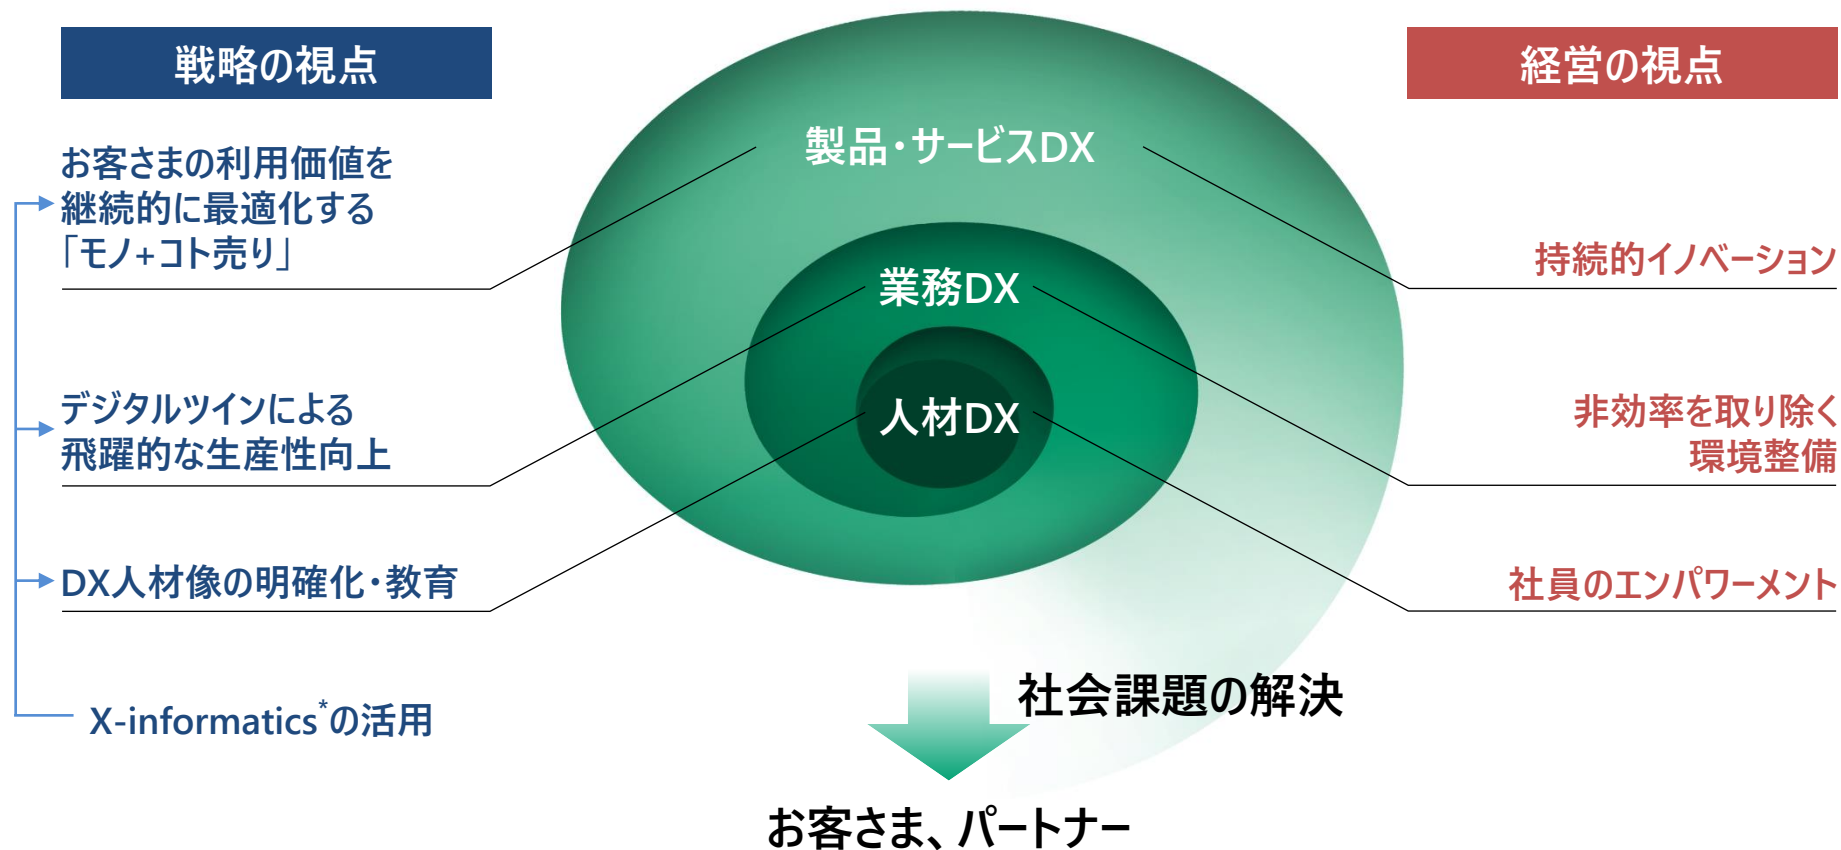 戦略の視点
お客さまの利用価値を
継続的に最適化する
「モノ+コト売り」
デジタルツインによる
飛躍的な生産性向上
DX人材像の明確化・教育
X-informatics*の活用
製品・サービスDX
業務DX
人材DX
社会課題の解決
お客さま、パートナー
経営の視点
持続的イノベーション
非効率を取り除く
環境整備
社員のエンパワーメント